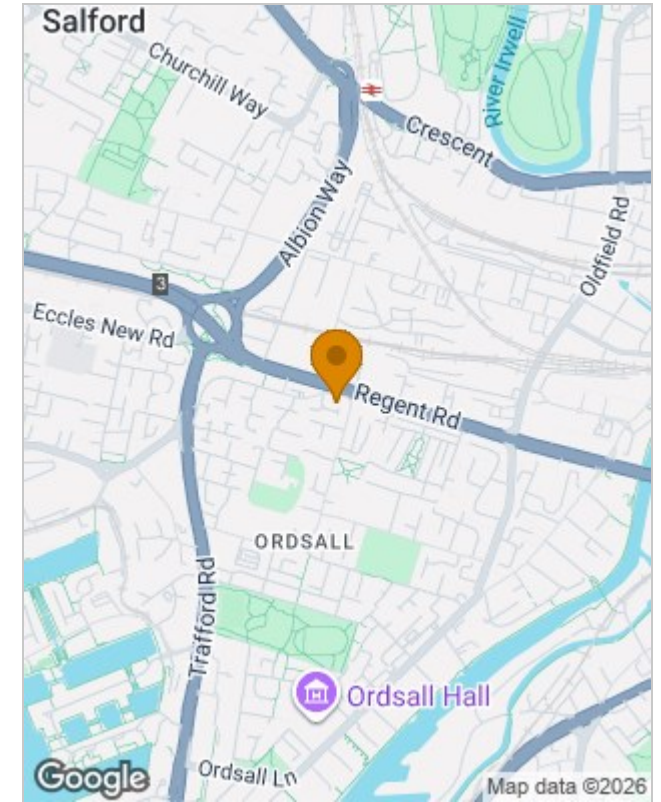 Salford
Churchill Way
River Irwell
Crescent
Albion Way
Oldfield Rd
3
Eccles New Rd
Regent Rd
ORDSALL
Trafford Rd
Ordsall Hall
Ordsall Ln
Google
Map data ©2026